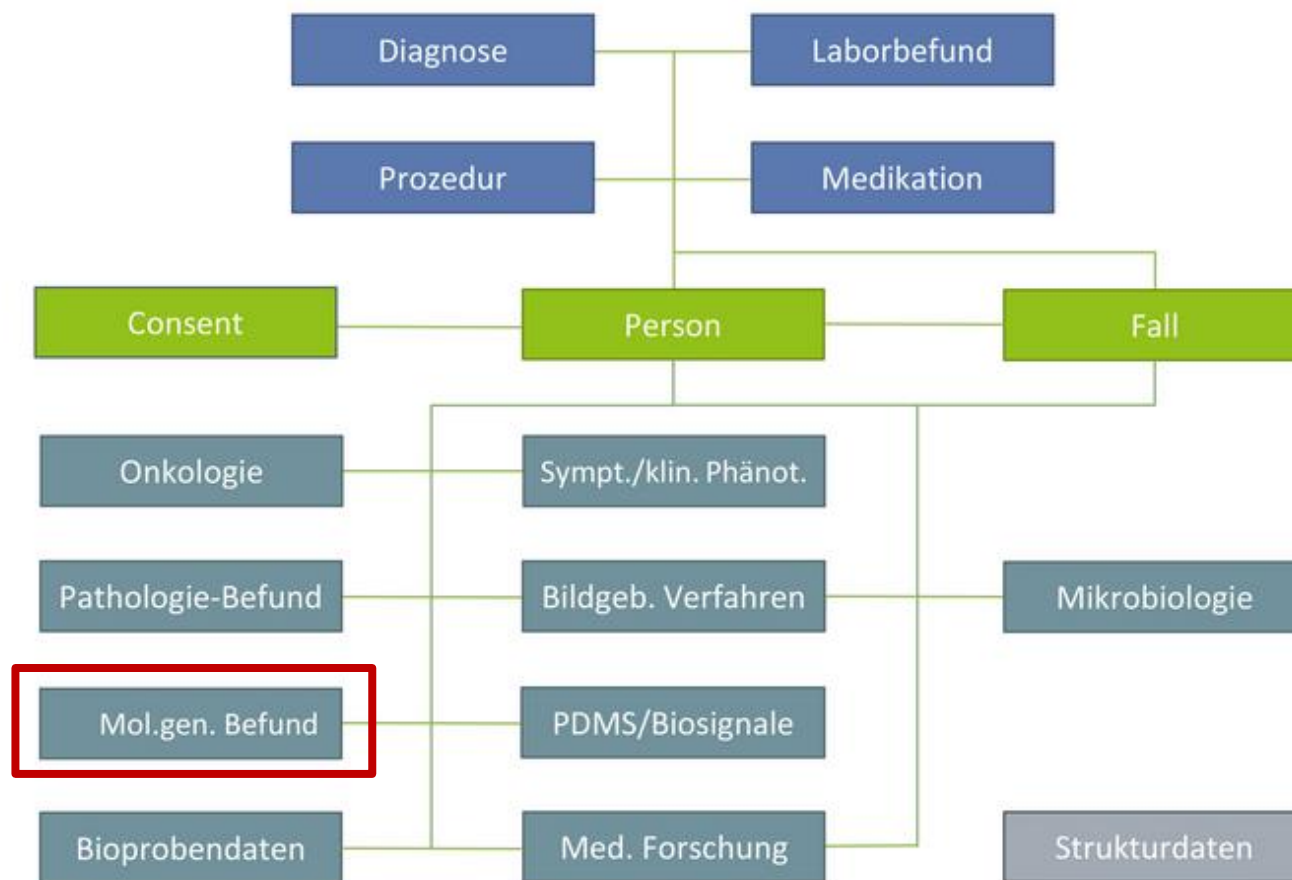 Diagnose
Laborbefund
Prozedur
Medikation
Consent
Person
Fall
Onkologie
Sympt./klin. Phänot.
Pathologie-Befund
Bildgeb. Verfahren
Mikrobiologie
Mol.gen. Befund
PDMS/Biosignale
Bioprobendaten
Med. Forschung
Strukturdaten